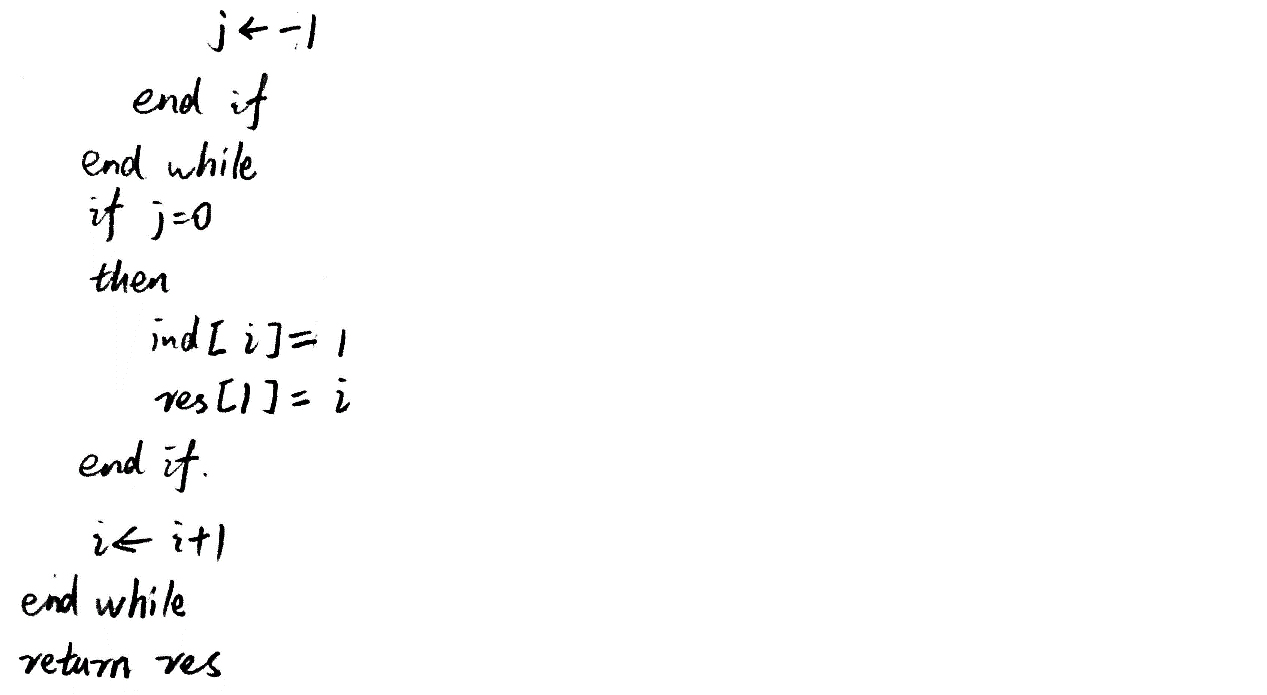 j ← -1
end if
end while
if j=0
then
ind[i]= 1
res[1]= i
end if.
i ← i+1
end while
return res